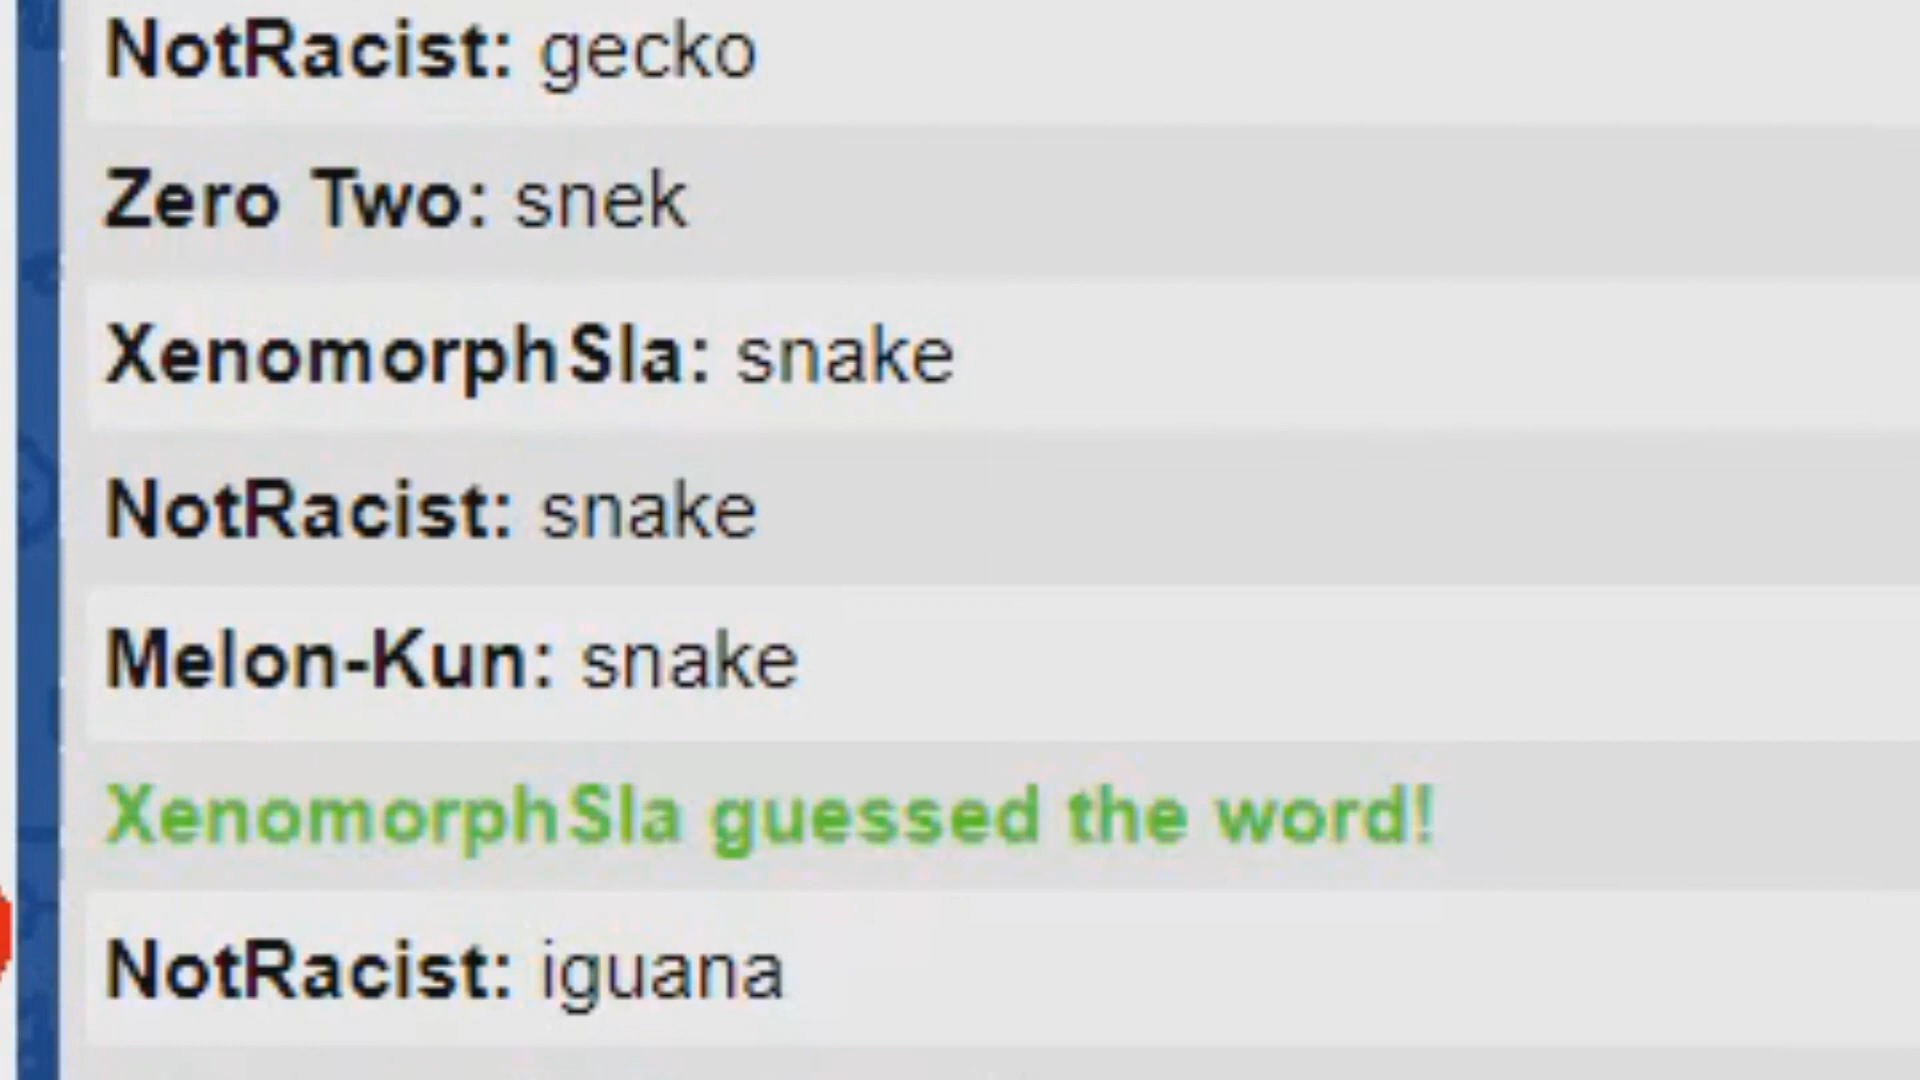 NotRacist: gecko
Zero Two: snek
XenomorphSla: snake
NotRacist: snake
Melon-Kun: snake
XenomorphSla guessed the word!
NotRacist: iguana